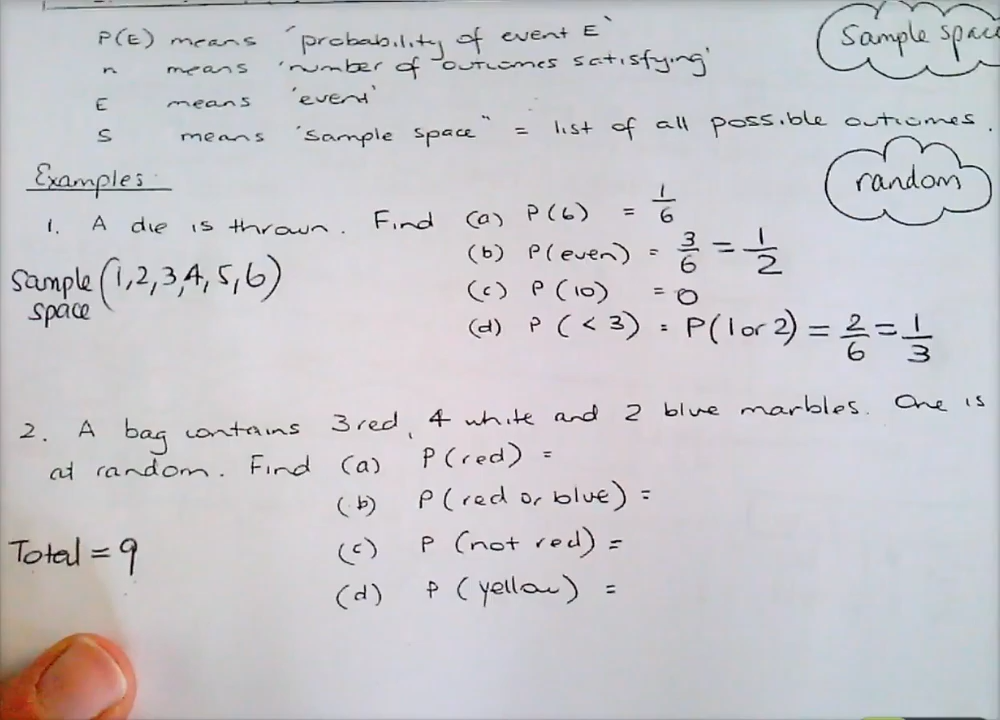 P(E) means 'probability of event E'
n means 'number of outcomes satisfying'
Sample space
E means 'event'
S means 'sample space" = list of all possible outcomes.
Examples
random
1. A die is thrown. Find (a) P(6) = 1/6
(b) P(even) = 3/6 = 1/2
Sample space (1,2,3,4,5,6)
(c) P(10) = 0
(d) P(<3) = P(1 or 2) = 2/6 = 1/3
2. A bag contains 3 red, 4 white and 2 blue marbles. One is
at random. Find (a) P(red) =
(b) P(red or blue) =
Total = 9
(c) P(not red) =
(d) P(yellow) =